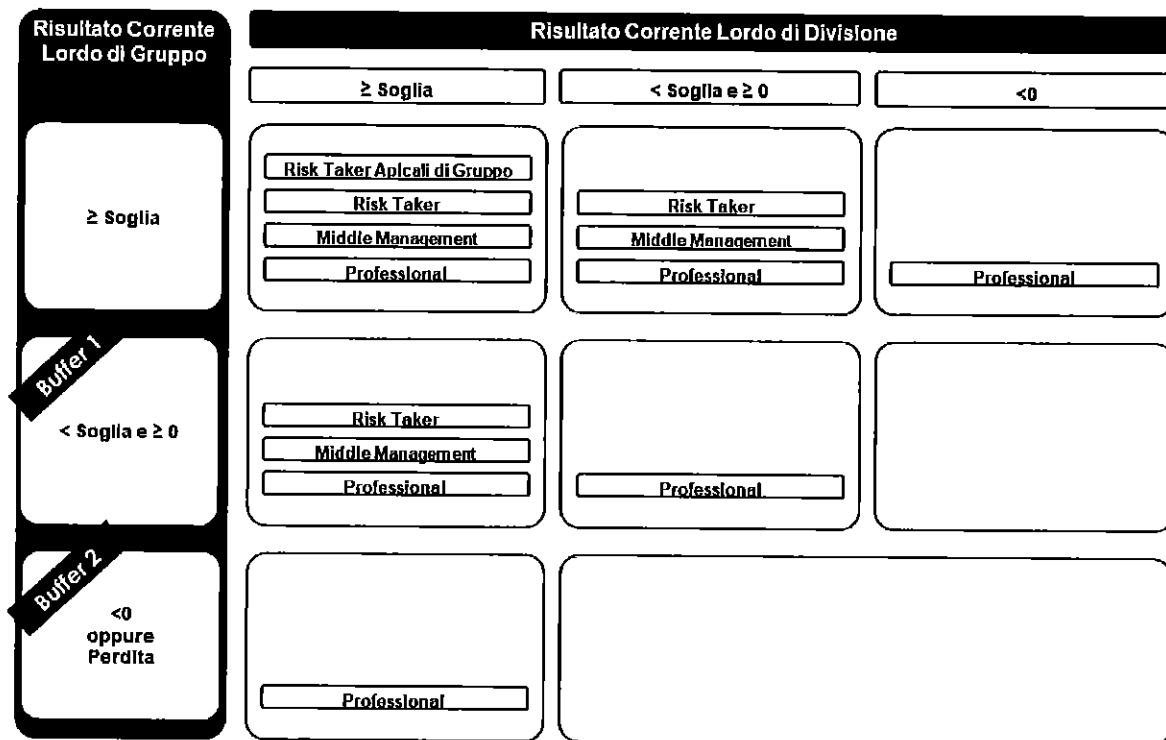 Risultato Corrente
Lordo di Gruppo
Risultato Corrente Lordo di Divisione
≥ Soglia
< Soglia e ≥ 0
<0
≥ Soglia
Risk Taker Apicali di Gruppo
Risk Taker
Middle Management
Professional
Risk Taker
Middle Management
Professional
Professional
Buffer 1
< Soglia e ≥ 0
Risk Taker
Middle Management
Professional
Professional
Buffer 2
<0
oppure
Perdita
Professional